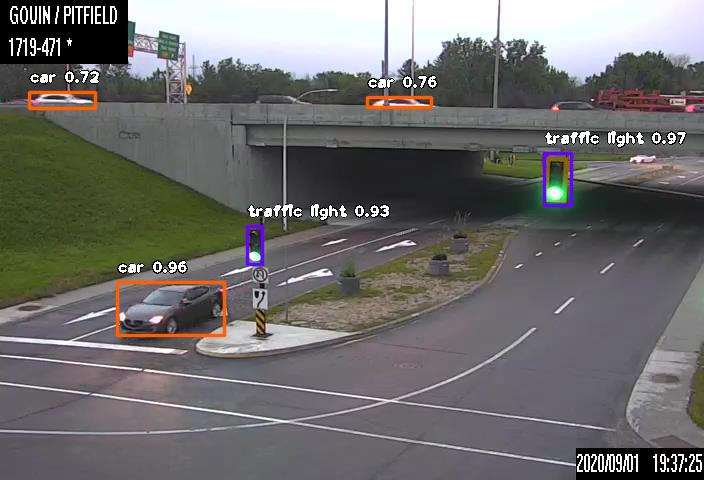 GOUIN / PITFIELD
1719-471 *
car 0.72
car 0.76
traffic light 0.97
traffic light 0.93
car 0.96
2020/09/01 19:37:25